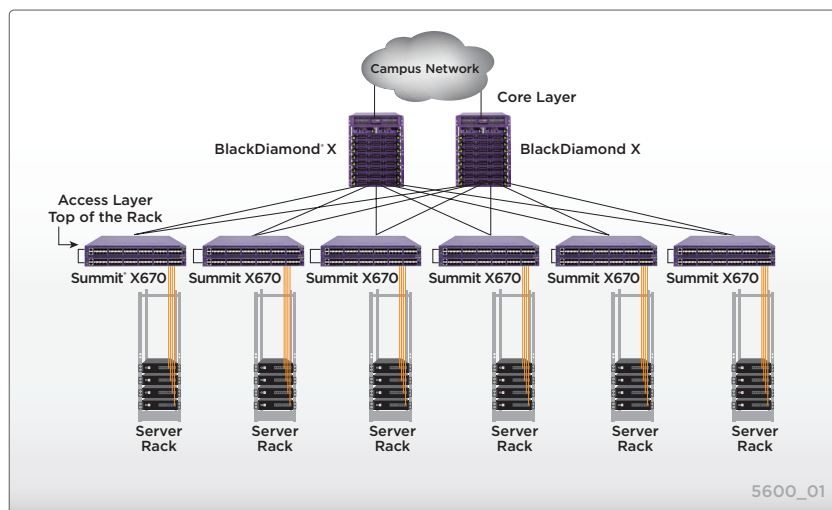 Campus Network
Core Layer
BlackDiamond® X
BlackDiamond X
Access Layer
Top of the Rack
Summit® X670
Summit X670
Summit X670
Summit X670
Summit X670
Summit X670
Server
Rack
Server
Rack
Server
Rack
Server
Rack
Server
Rack
Server
Rack
5600_01